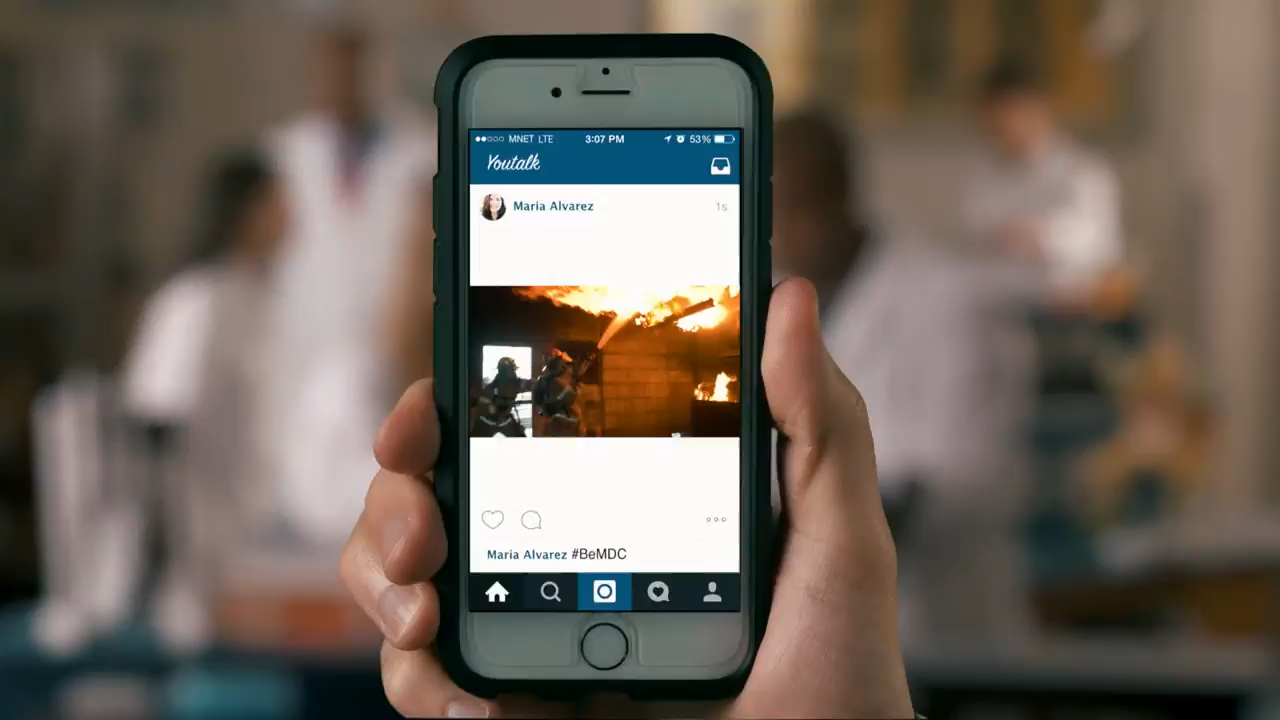 MNET LTE 3:07 PM 53%
Youtalk
Maria Alvarez 1s
Maria Alvarez #BeMDC